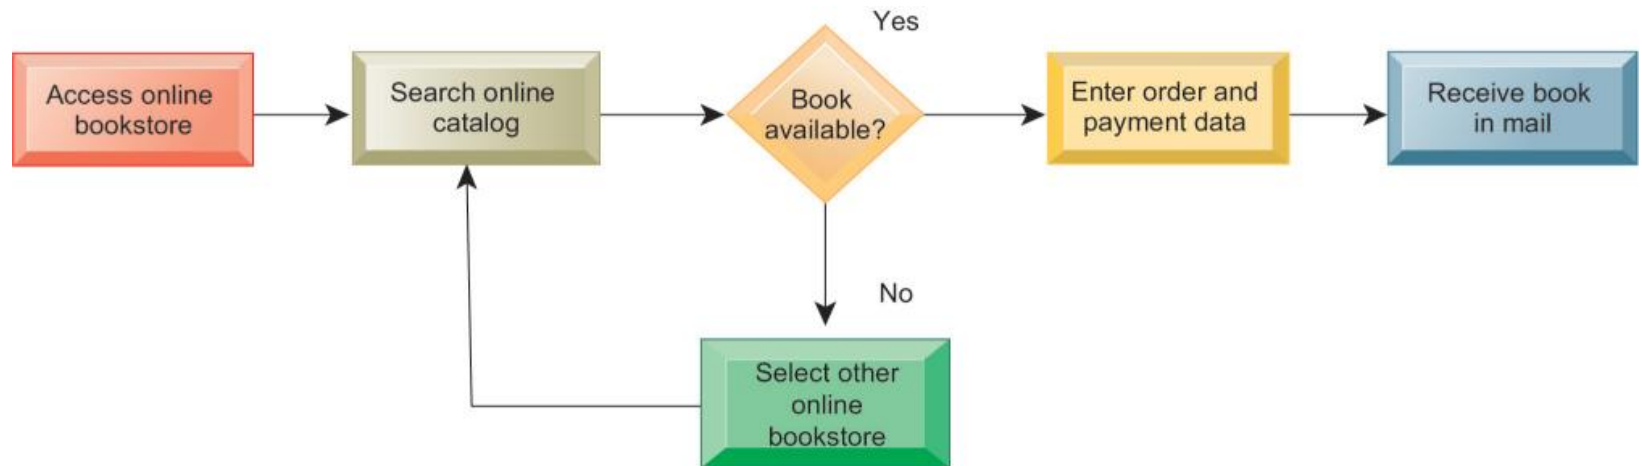 Yes
Access online
bookstore
Search online
catalog
Book
available?
Enter order and
payment data
Receive book
in mail
No
Select other
online
bookstore